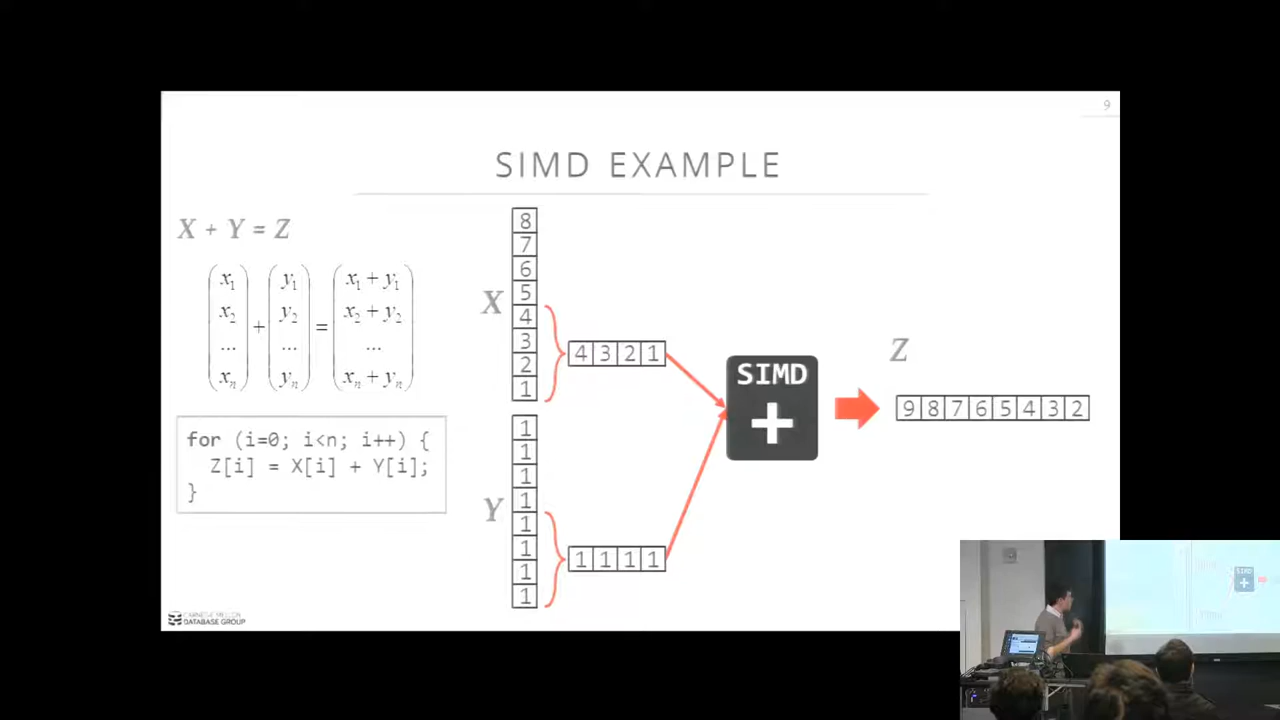 9
SIMD EXAMPLE
X + Y = Z
x1 y1 x1 + y1
x2 y2 x2 + y2
... + ... = ...
xn yn xn + yn
for (i=0; i<n; i++) {
Z[i] = X[i] + Y[i];
}
X
8
7
6
5
4
3
2
1
4 3 2 1
Y
1
1
1
1
1
1
1
1
1 1 1 1
SIMD
+
Z
9 8 7 6 5 4 3 2
CARNEGIE MELLON
DATABASE GROUP
SIMD
+